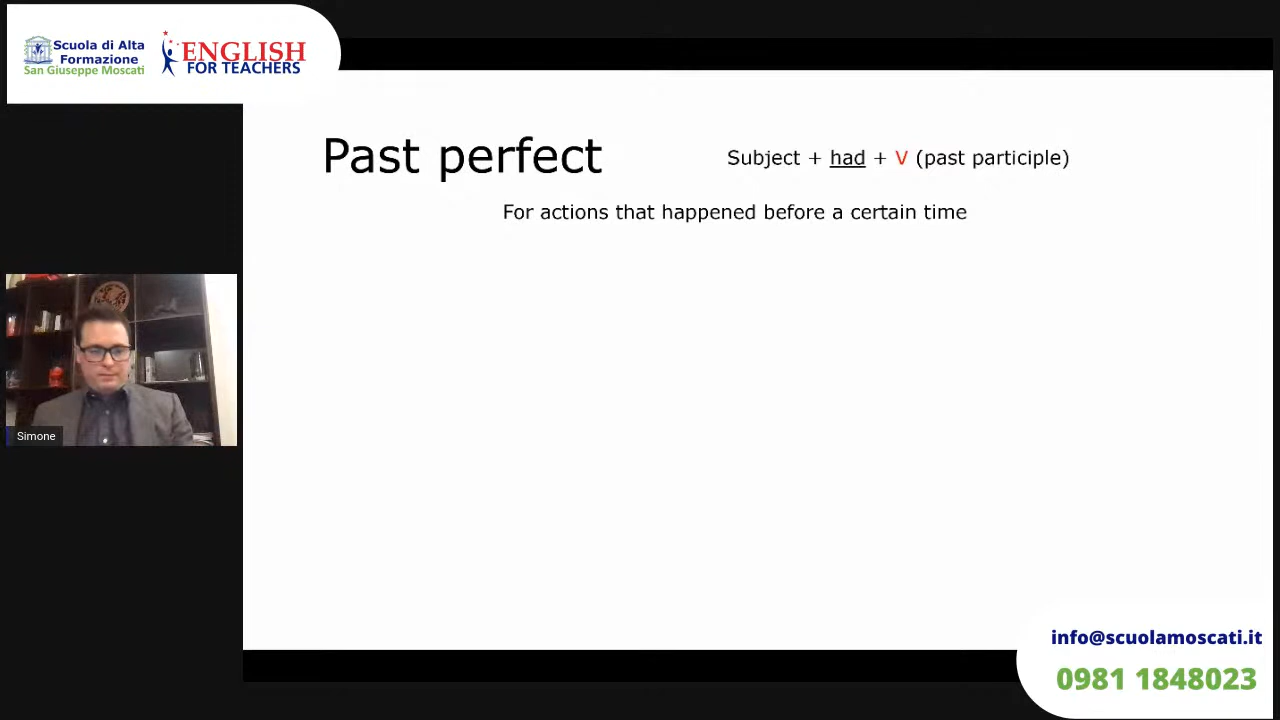 Scuola di Alta
Formazione
San Giuseppe Moscati
ENGLISH
FOR TEACHERS
Past perfect
Subject + had + V (past participle)
For actions that happened before a certain time
Simone
info@scuolamoscati.it
0981 1848023